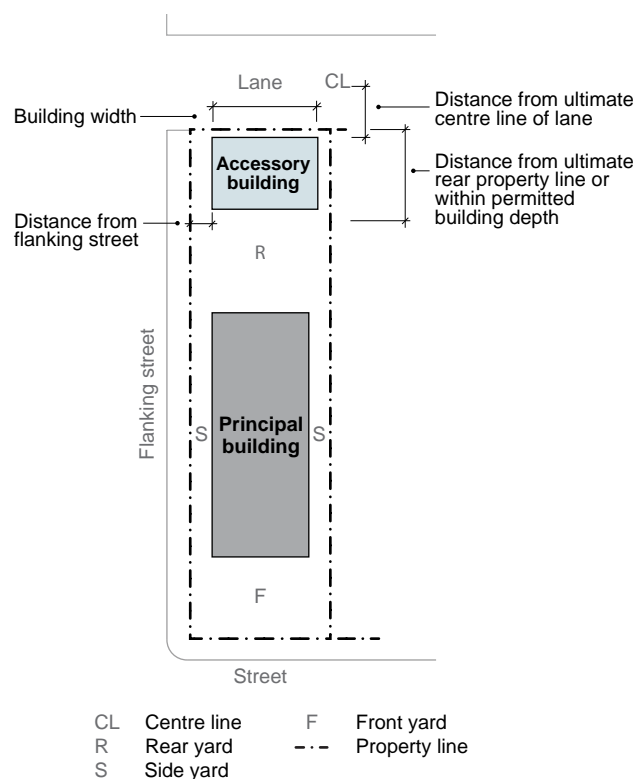 Lane
CL
Building width
Distance from ultimate
centre line of lane
Accessory
building
Distance from ultimate
rear property line or
within permitted
building depth
Distance from
flanking street
R
Flanking street
S
Principal
building
S
F
Street
CL Centre line
R Rear yard
S Side yard
F Front yard
Property line